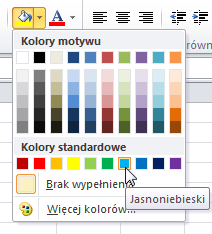 A
Kolory motywu
Kolory standardowe
Brak wypełnienia
Jasnoniebieski
Więcej kolorów...